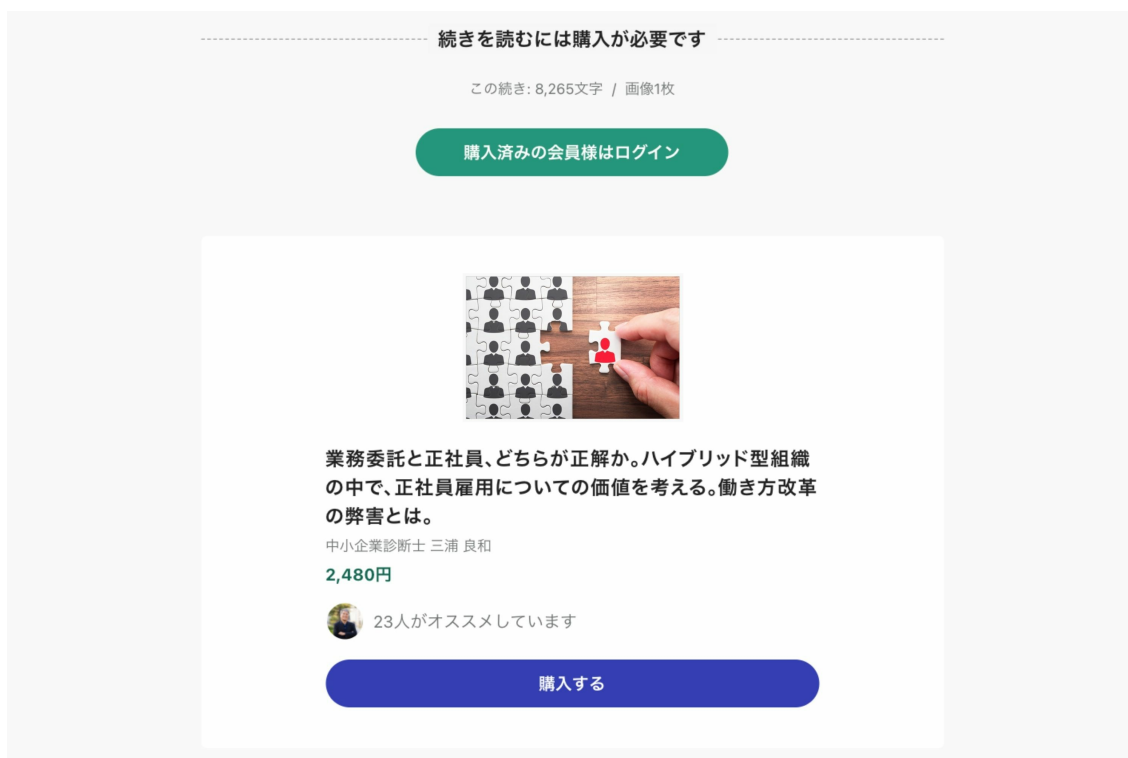 続きを読むには購入が必要です
この続き: 8,265文字 / 画像1枚
購入済みの会員様はログイン
業務委託と正社員、どちらが正解か。ハイブリッド型組織
の中で、正社員雇用についての価値を考える。働き方改革
の弊害とは。
中小企業診断士 三浦 良和
2,480円
23人がオススメしています
購入する